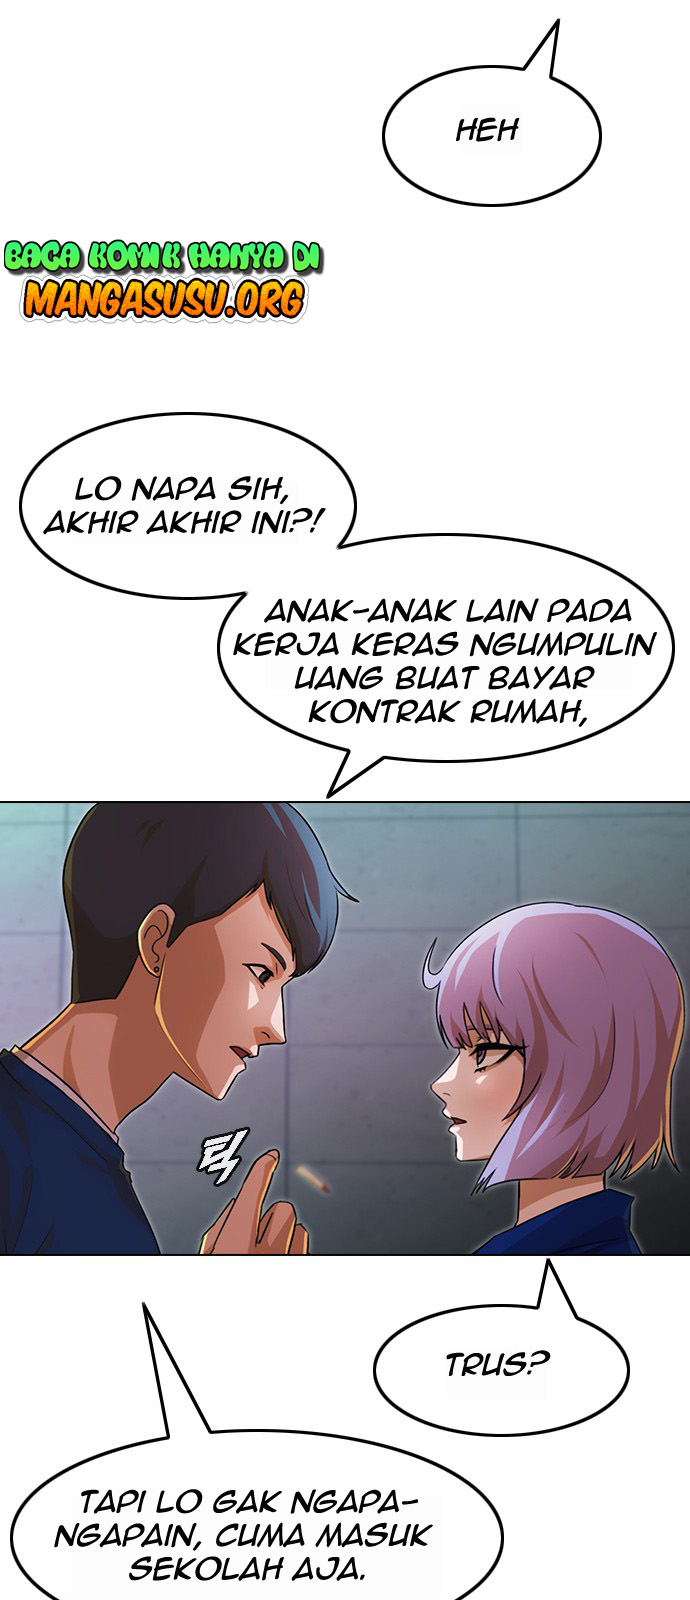 HEH
BACA KOMIK HANYA DI
MANGASUSU.ORG
LO NAPA SIH,
AKHIR AKHIR INI?!
ANAK-ANAK LAIN PADA
KERJA KERAS NGUMPULIN
UANG BUAT BAYAR
KONTRAK RUMAH,
틱
TRUS?
TAPI LO GAK NGAPA-
NGAPAIN, CUMA MASUK
SEKOLAH AJA.